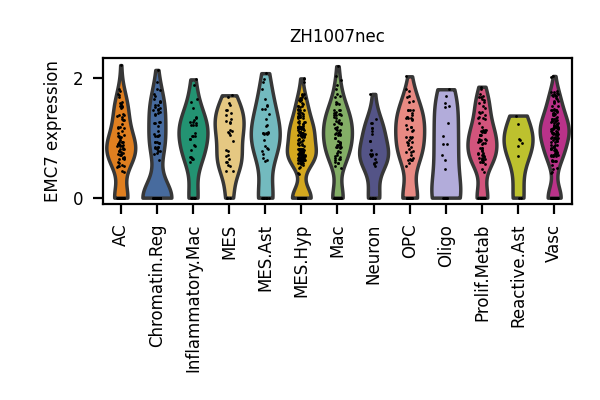 ZH1007nec
EMC7 expression
2
0
AC
Chromatin.Reg
Inflammatory.Mac
MES
MES.Ast
MES.Hyp
Mac
Neuron
OPC
Oligo
Prolif.Metab
Reactive.Ast
Vasc